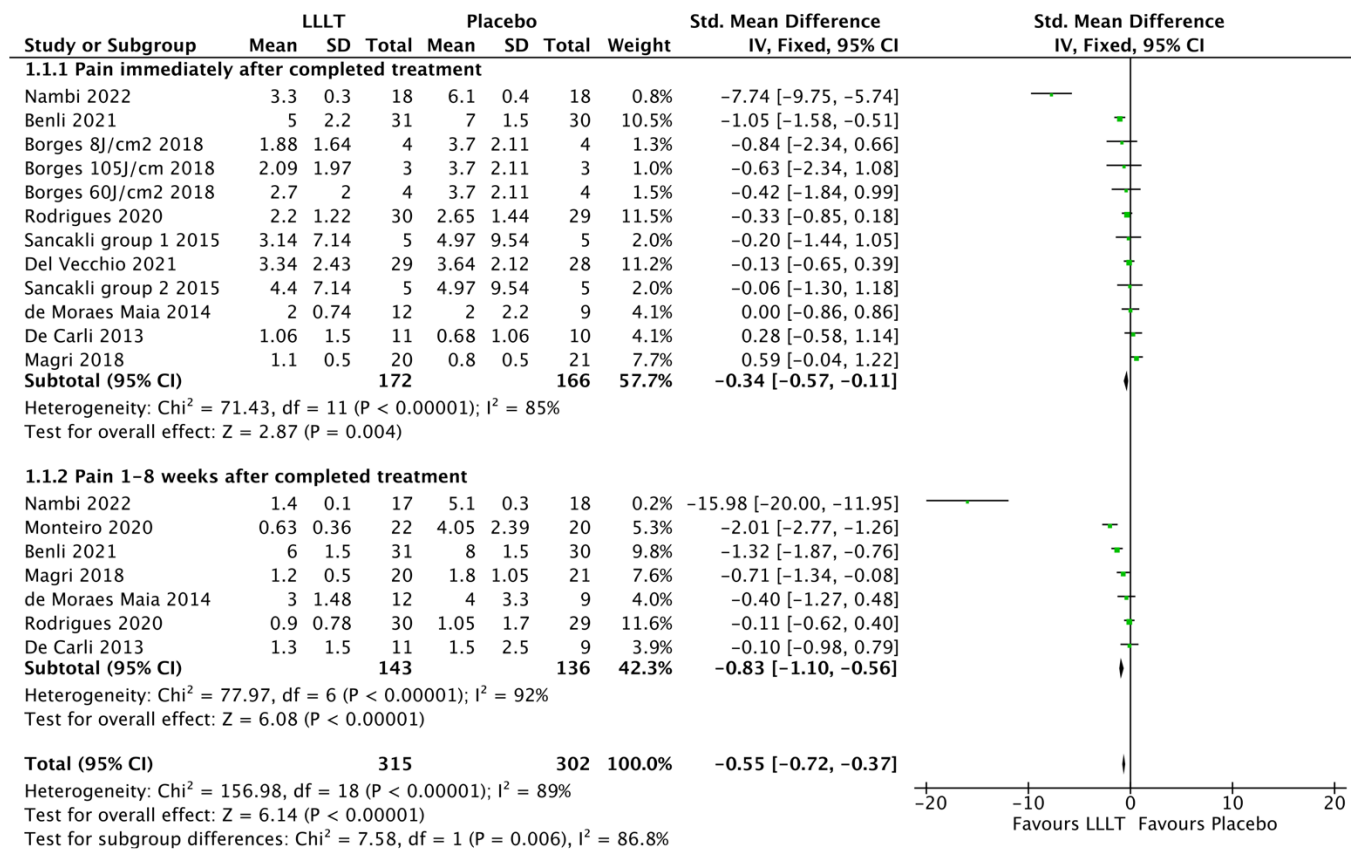 LLLT Placebo Std. Mean Difference Std. Mean Difference
Study or Subgroup Mean SD Total Mean SD Total Weight IV, Fixed, 95% CI IV, Fixed, 95% CI
1.1.1 Pain immediately after completed treatment
Nambi 2022 3.3 0.3 18 6.1 0.4 18 0.8% −7.74 [−9.75, −5.74]
Benli 2021 5 2.2 31 7 1.5 30 10.5% −1.05 [−1.58, −0.51]
Borges 8J/cm2 2018 1.88 1.64 4 3.7 2.11 4 1.3% −0.84 [−2.34, 0.66]
Borges 105J/cm 2018 2.09 1.97 3 3.7 2.11 3 1.0% −0.63 [−2.34, 1.08]
Borges 60J/cm2 2018 2.7 2 4 3.7 2.11 4 1.5% −0.42 [−1.84, 0.99]
Rodrigues 2020 2.2 1.22 30 2.65 1.44 29 11.5% −0.33 [−0.85, 0.18]
Sancakli group 1 2015 3.14 7.14 5 4.97 9.54 5 2.0% −0.20 [−1.44, 1.05]
Del Vecchio 2021 3.34 2.43 29 3.64 2.12 28 11.2% −0.13 [−0.65, 0.39]
Sancakli group 2 2015 4.4 7.14 5 4.97 9.54 5 2.0% −0.06 [−1.30, 1.18]
de Moraes Maia 2014 2 0.74 12 2 2.2 9 4.1% 0.00 [−0.86, 0.86]
De Carli 2013 1.06 1.5 11 0.68 1.06 10 4.1% 0.28 [−0.58, 1.14]
Magri 2018 1.1 0.5 20 0.8 0.5 21 7.7% 0.59 [−0.04, 1.22]
Subtotal (95% CI) 172 166 57.7% −0.34 [−0.57, −0.11]
Heterogeneity: Chi² = 71.43, df = 11 (P < 0.00001); I² = 85%
Test for overall effect: Z = 2.87 (P = 0.004)
1.1.2 Pain 1−8 weeks after completed treatment
Nambi 2022 1.4 0.1 17 5.1 0.3 18 0.2% −15.98 [−20.00, −11.95]
Monteiro 2020 0.63 0.36 22 4.05 2.39 20 5.3% −2.01 [−2.77, −1.26]
Benli 2021 6 1.5 31 8 1.5 30 9.8% −1.32 [−1.87, −0.76]
Magri 2018 1.2 0.5 20 1.8 1.05 21 7.6% −0.71 [−1.34, −0.08]
de Moraes Maia 2014 3 1.48 12 4 3.3 9 4.0% −0.40 [−1.27, 0.48]
Rodrigues 2020 0.9 0.78 30 1.05 1.7 29 11.6% −0.11 [−0.62, 0.40]
De Carli 2013 1.3 1.5 11 1.5 2.5 9 3.9% −0.10 [−0.98, 0.79]
Subtotal (95% CI) 143 136 42.3% −0.83 [−1.10, −0.56]
Heterogeneity: Chi² = 77.97, df = 6 (P < 0.00001); I² = 92%
Test for overall effect: Z = 6.08 (P < 0.00001)
Total (95% CI) 315 302 100.0% −0.55 [−0.72, −0.37]
Heterogeneity: Chi² = 156.98, df = 18 (P < 0.00001); I² = 89%
Test for overall effect: Z = 6.14 (P < 0.00001)
Test for subgroup differences: Chi² = 7.58, df = 1 (P = 0.006), I² = 86.8%
−20 −10 0 10 20
Favours LLLT Favours Placebo